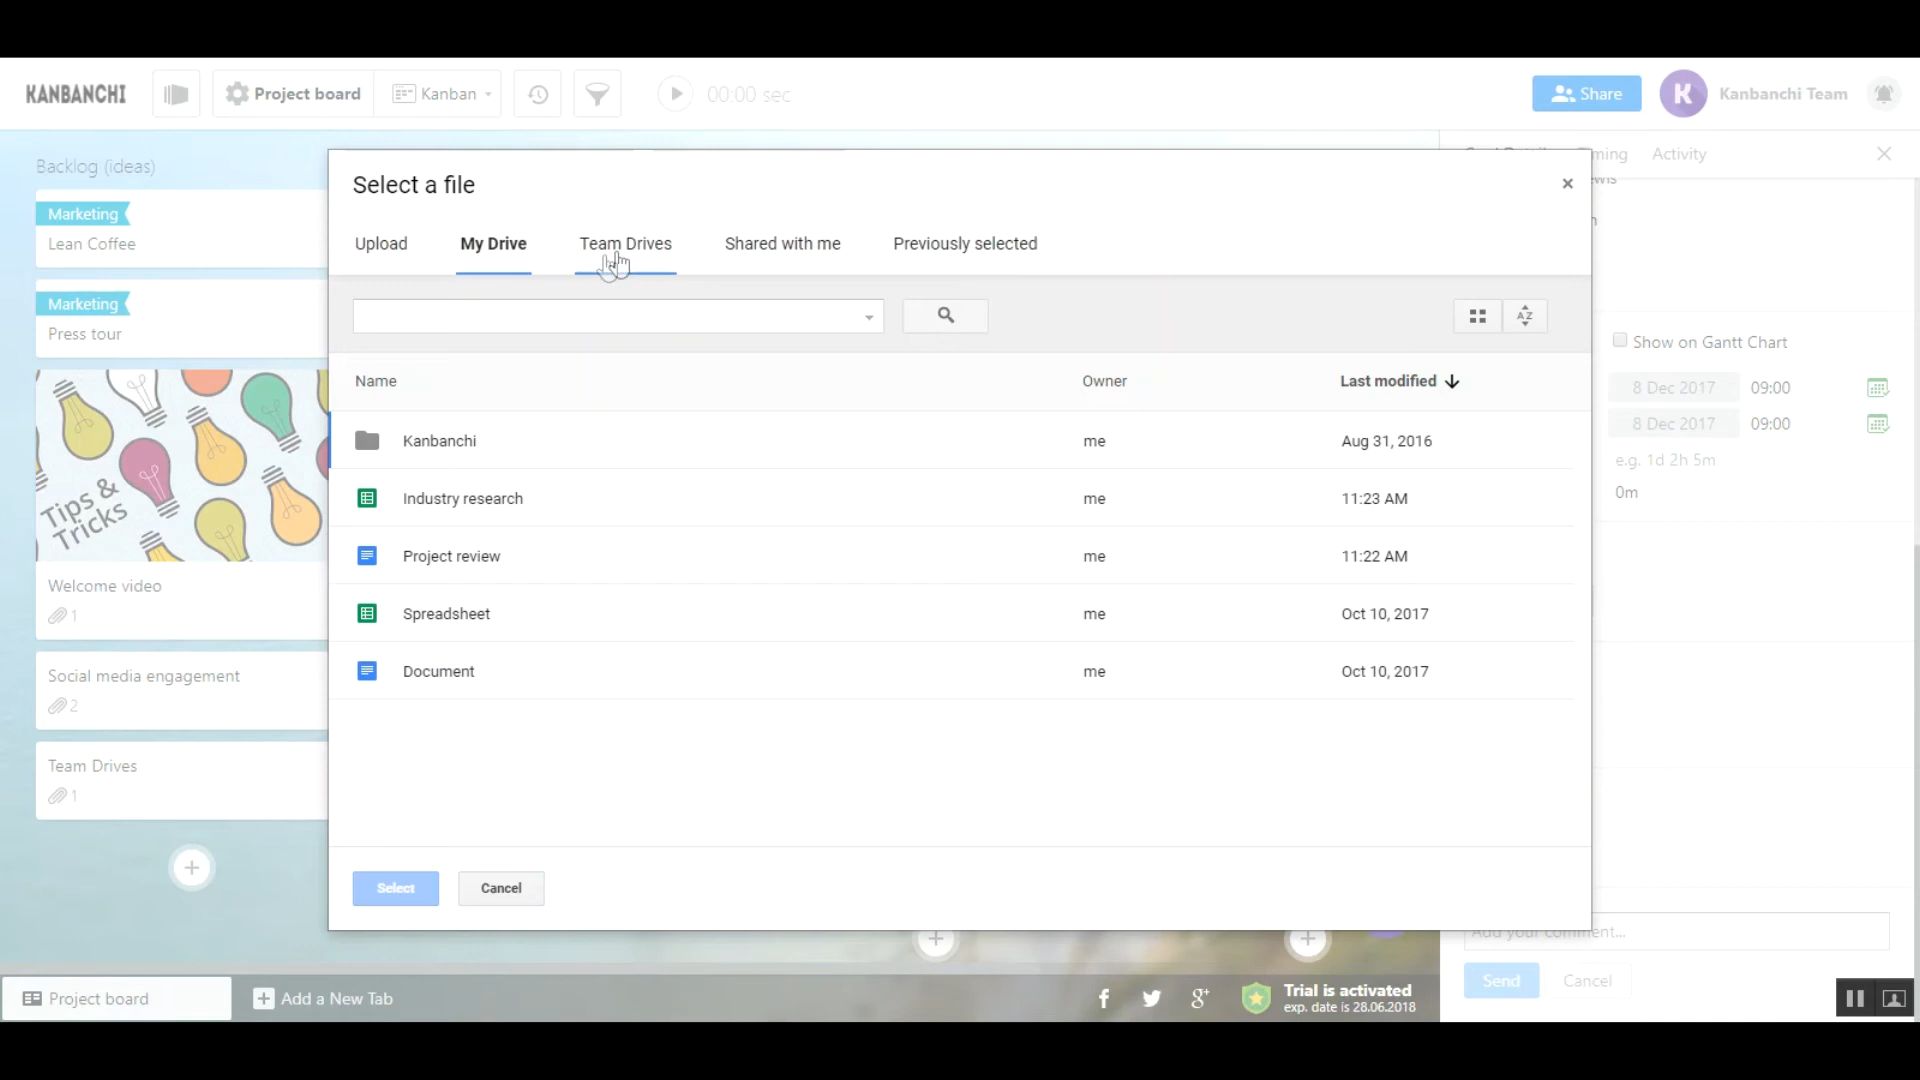 KANBANCHI
Project board
Kanban
00:00 sec
Share
K
Kanbanchi Team
Backlog (ideas)
Activity
Select a file
Upload
My Drive
Team Drives
Shared with me
Previously selected
Marketing
Lean Coffee
Marketing
Press tour
Tips &
Tricks
Welcome video
1
Social media engagement
2
Team Drives
1
Name
Owner
Last modified
Kanbanchi
me
Aug 31, 2016
Industry research
me
11:23 AM
Project review
me
11:22 AM
Spreadsheet
me
Oct 10, 2017
Document
me
Oct 10, 2017
Select
Cancel
Show on Gantt Chart
8 Dec 2017
09:00
8 Dec 2017
09:00
e.g. 1d 2h 5m
0m
Add your comment...
Send
Cancel
Project board
Add a New Tab
Trial is activated
exp. date is 28.06.2018